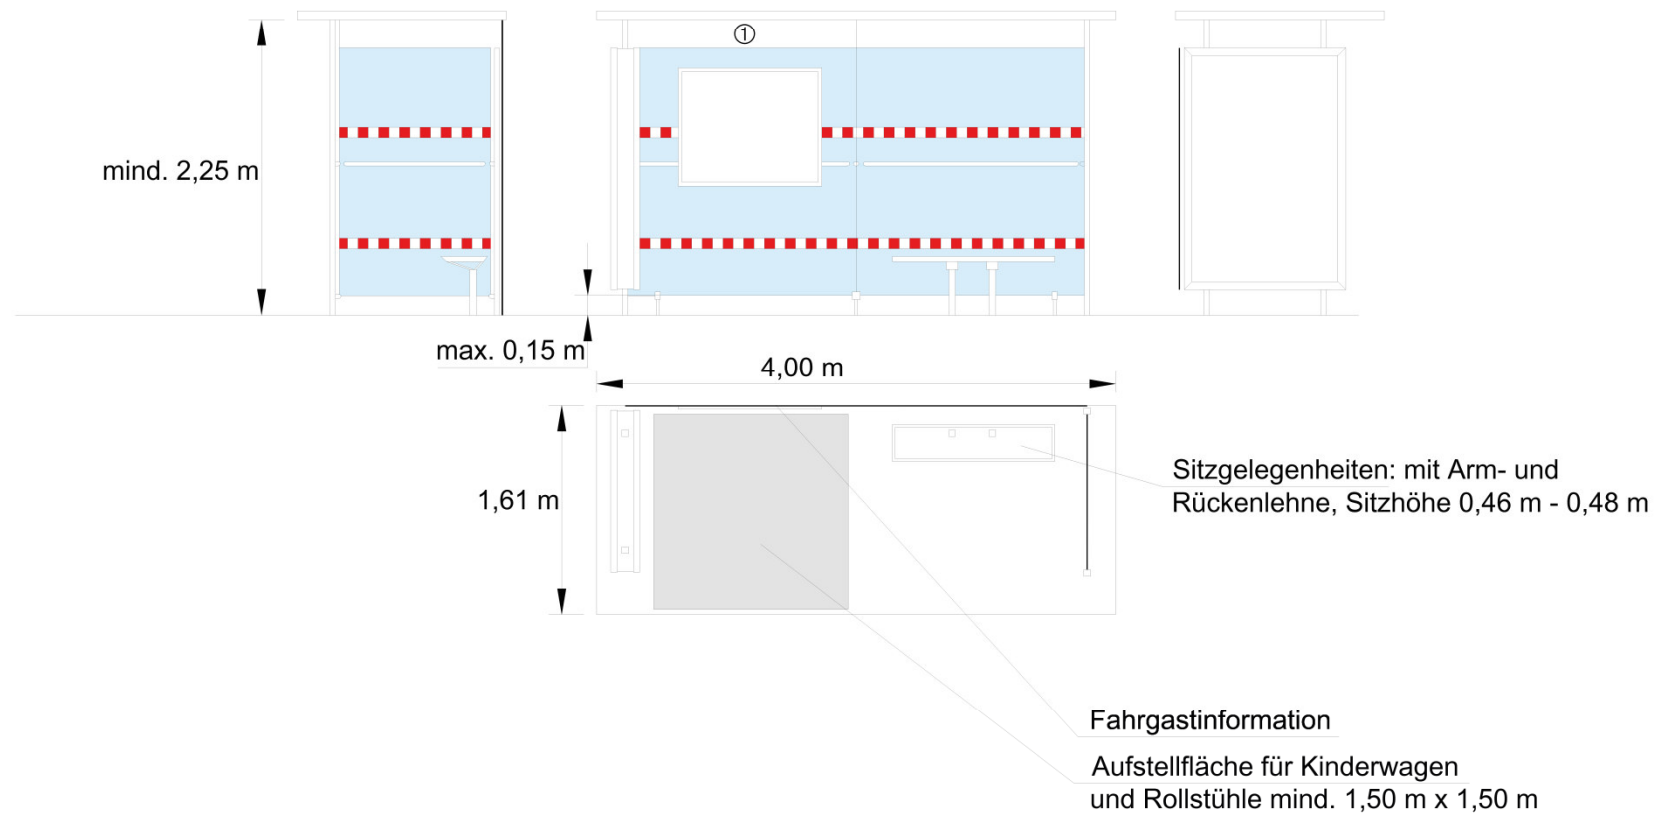 ①
mind. 2,25 m
max. 0,15 m
4,00 m
1,61 m
Sitzgelegenheiten: mit Arm- und
Rückenlehne, Sitzhöhe 0,46 m - 0,48 m
Fahrgastinformation
Aufstellfläche für Kinderwagen
und Rollstühle mind. 1,50 m x 1,50 m